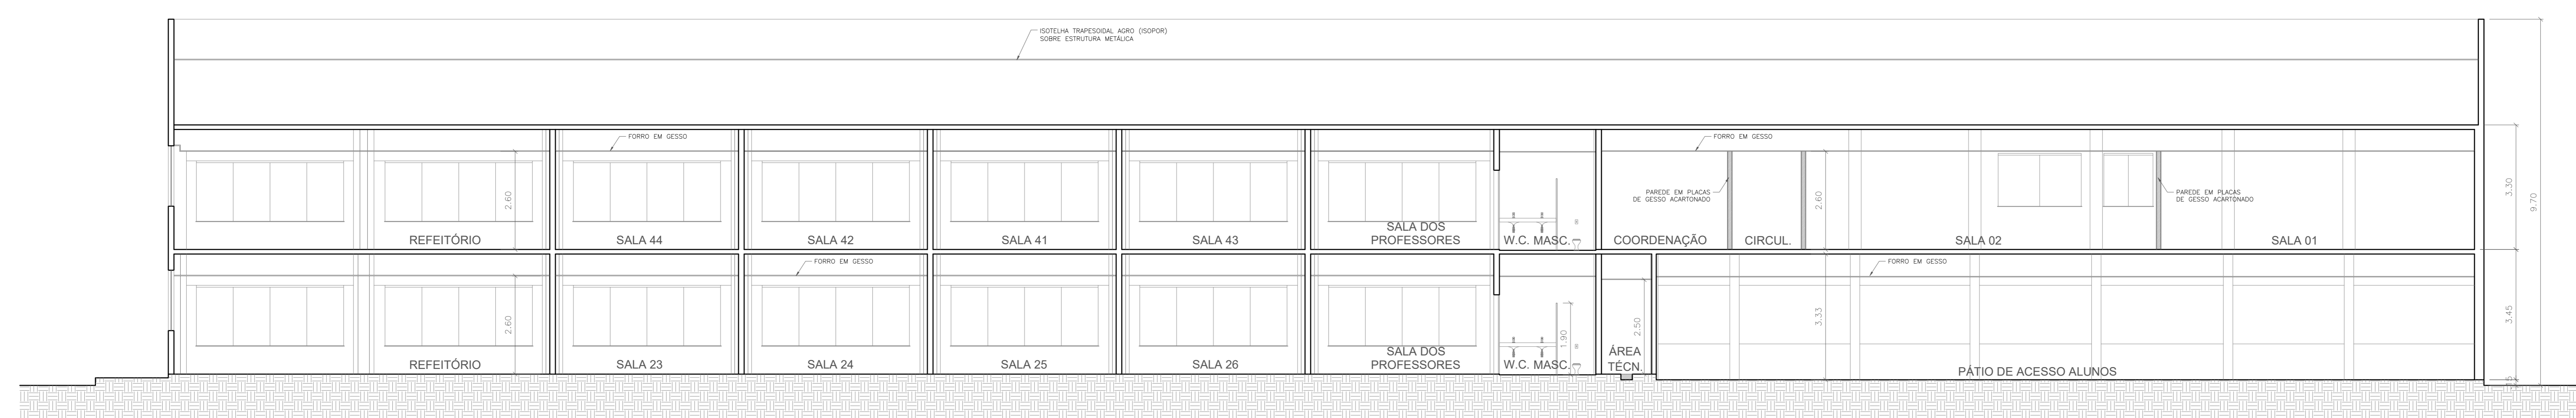 ISOTELHA TRAPESOIDAL AGRO (ISOPOR)
SOBRE ESTRUTURA METÁLICA
FORRO EM GESSO
FORRO EM GESSO
PAREDE EM PLACAS
DE GESSO ACARTONADO
PAREDE EM PLACAS
DE GESSO ACARTONADO
2.60
2.60
3.30
9.70
REFEITÓRIO
SALA 44
SALA 42
SALA 41
SALA 43
SALA DOS
PROFESSORES
W.C. MASC.
COORDENAÇÃO
CIRCUL.
SALA 02
SALA 01
FORRO EM GESSO
FORRO EM GESSO
2.60
1.90
2.50
3.33
3.45
REFEITÓRIO
SALA 23
SALA 24
SALA 25
SALA 26
SALA DOS
PROFESSORES
W.C. MASC.
ÁREA
TÉCN.
PÁTIO DE ACESSO ALUNOS